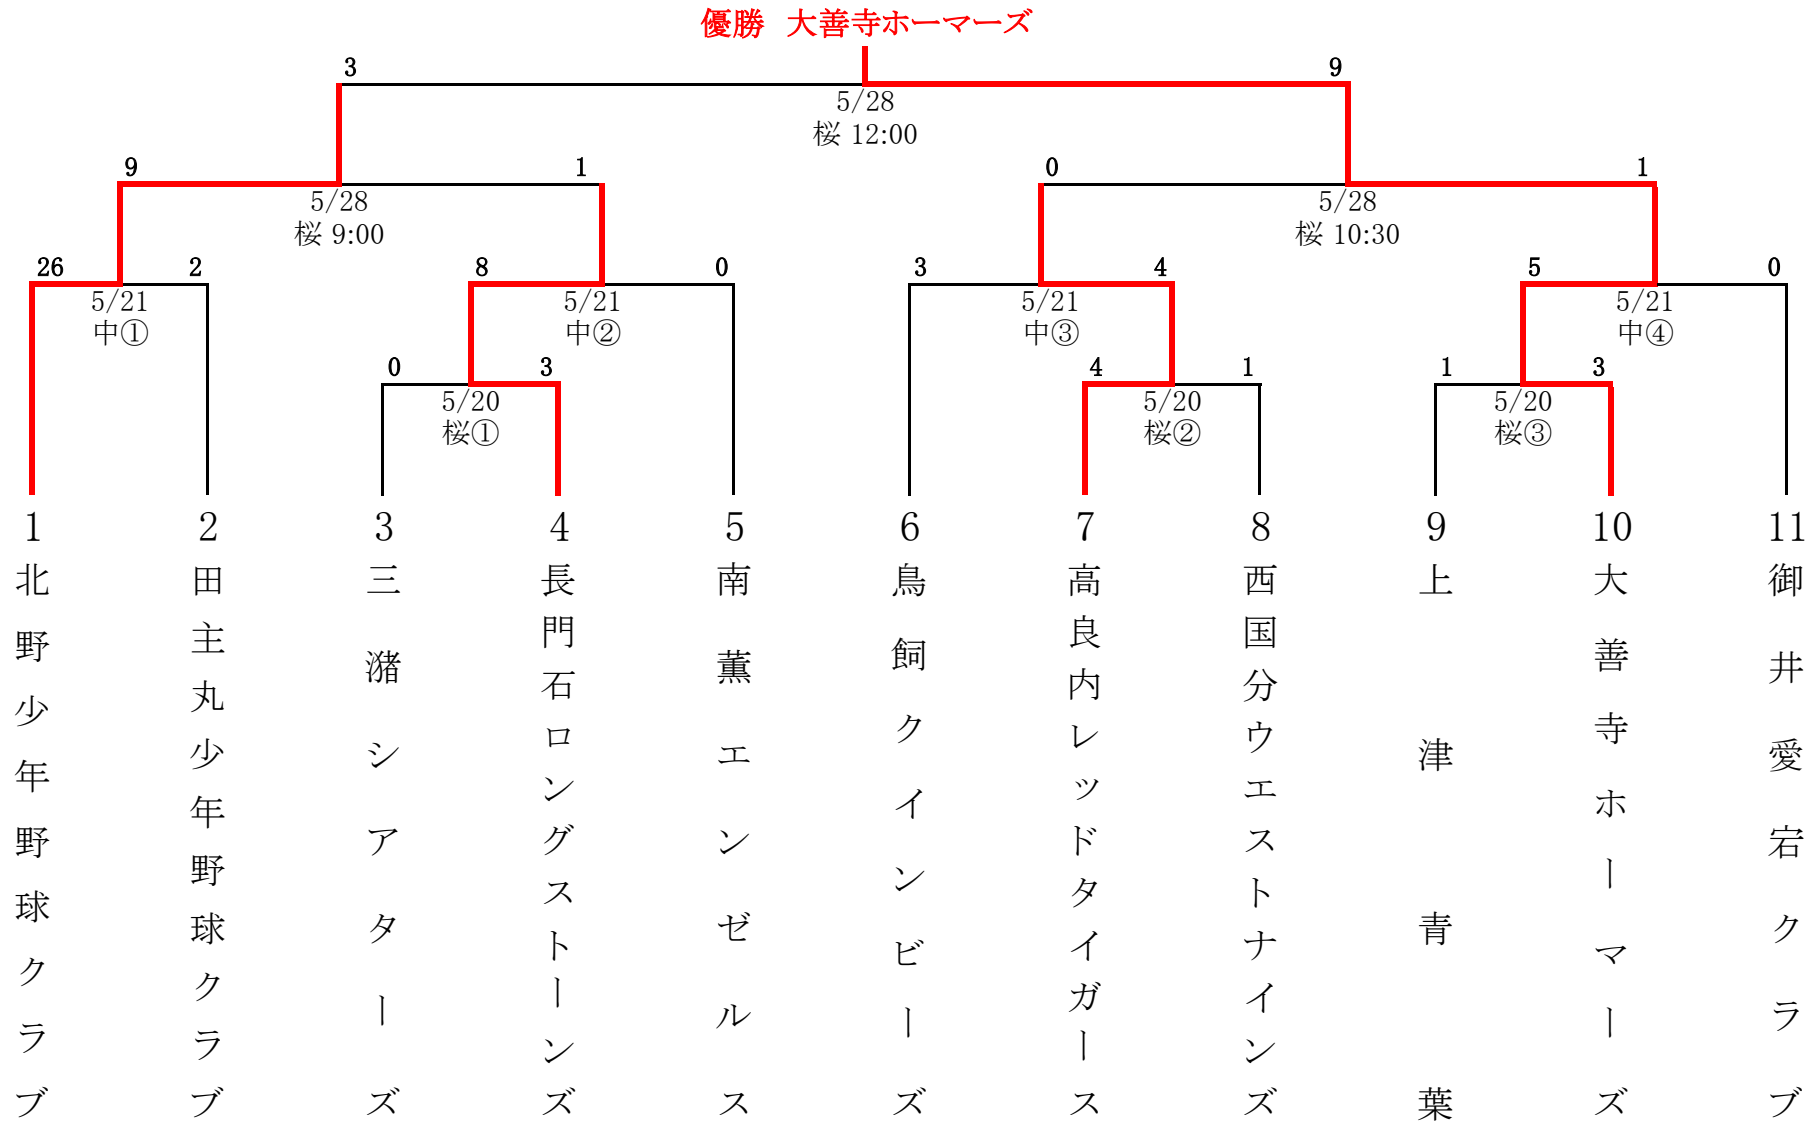 優勝 大善寺ホーマーズ
3 9
5/28
桜 12:00
9 1 0 1
5/28 5/28
桜 9:00 桜 10:30
26 2 8 0 3 4 5 0
5/21 5/21 5/21 5/21
中① 中② 中③ 中④
0 3 4 1 1 3
5/20 5/20 5/20
桜① 桜② 桜③
1 2 3 4 5 6 7 8 9 10 11
北野少年野球クラブ
田主丸少年野球クラブ
三潴シアターズ
長門石ロングストーンズ
南薫エンゼルス
鳥飼クインビーズ
高良内レッドタイガース
西国分ウエストナインズ
上津青葉
大善寺ホーマーズ
御井愛宕クラブ